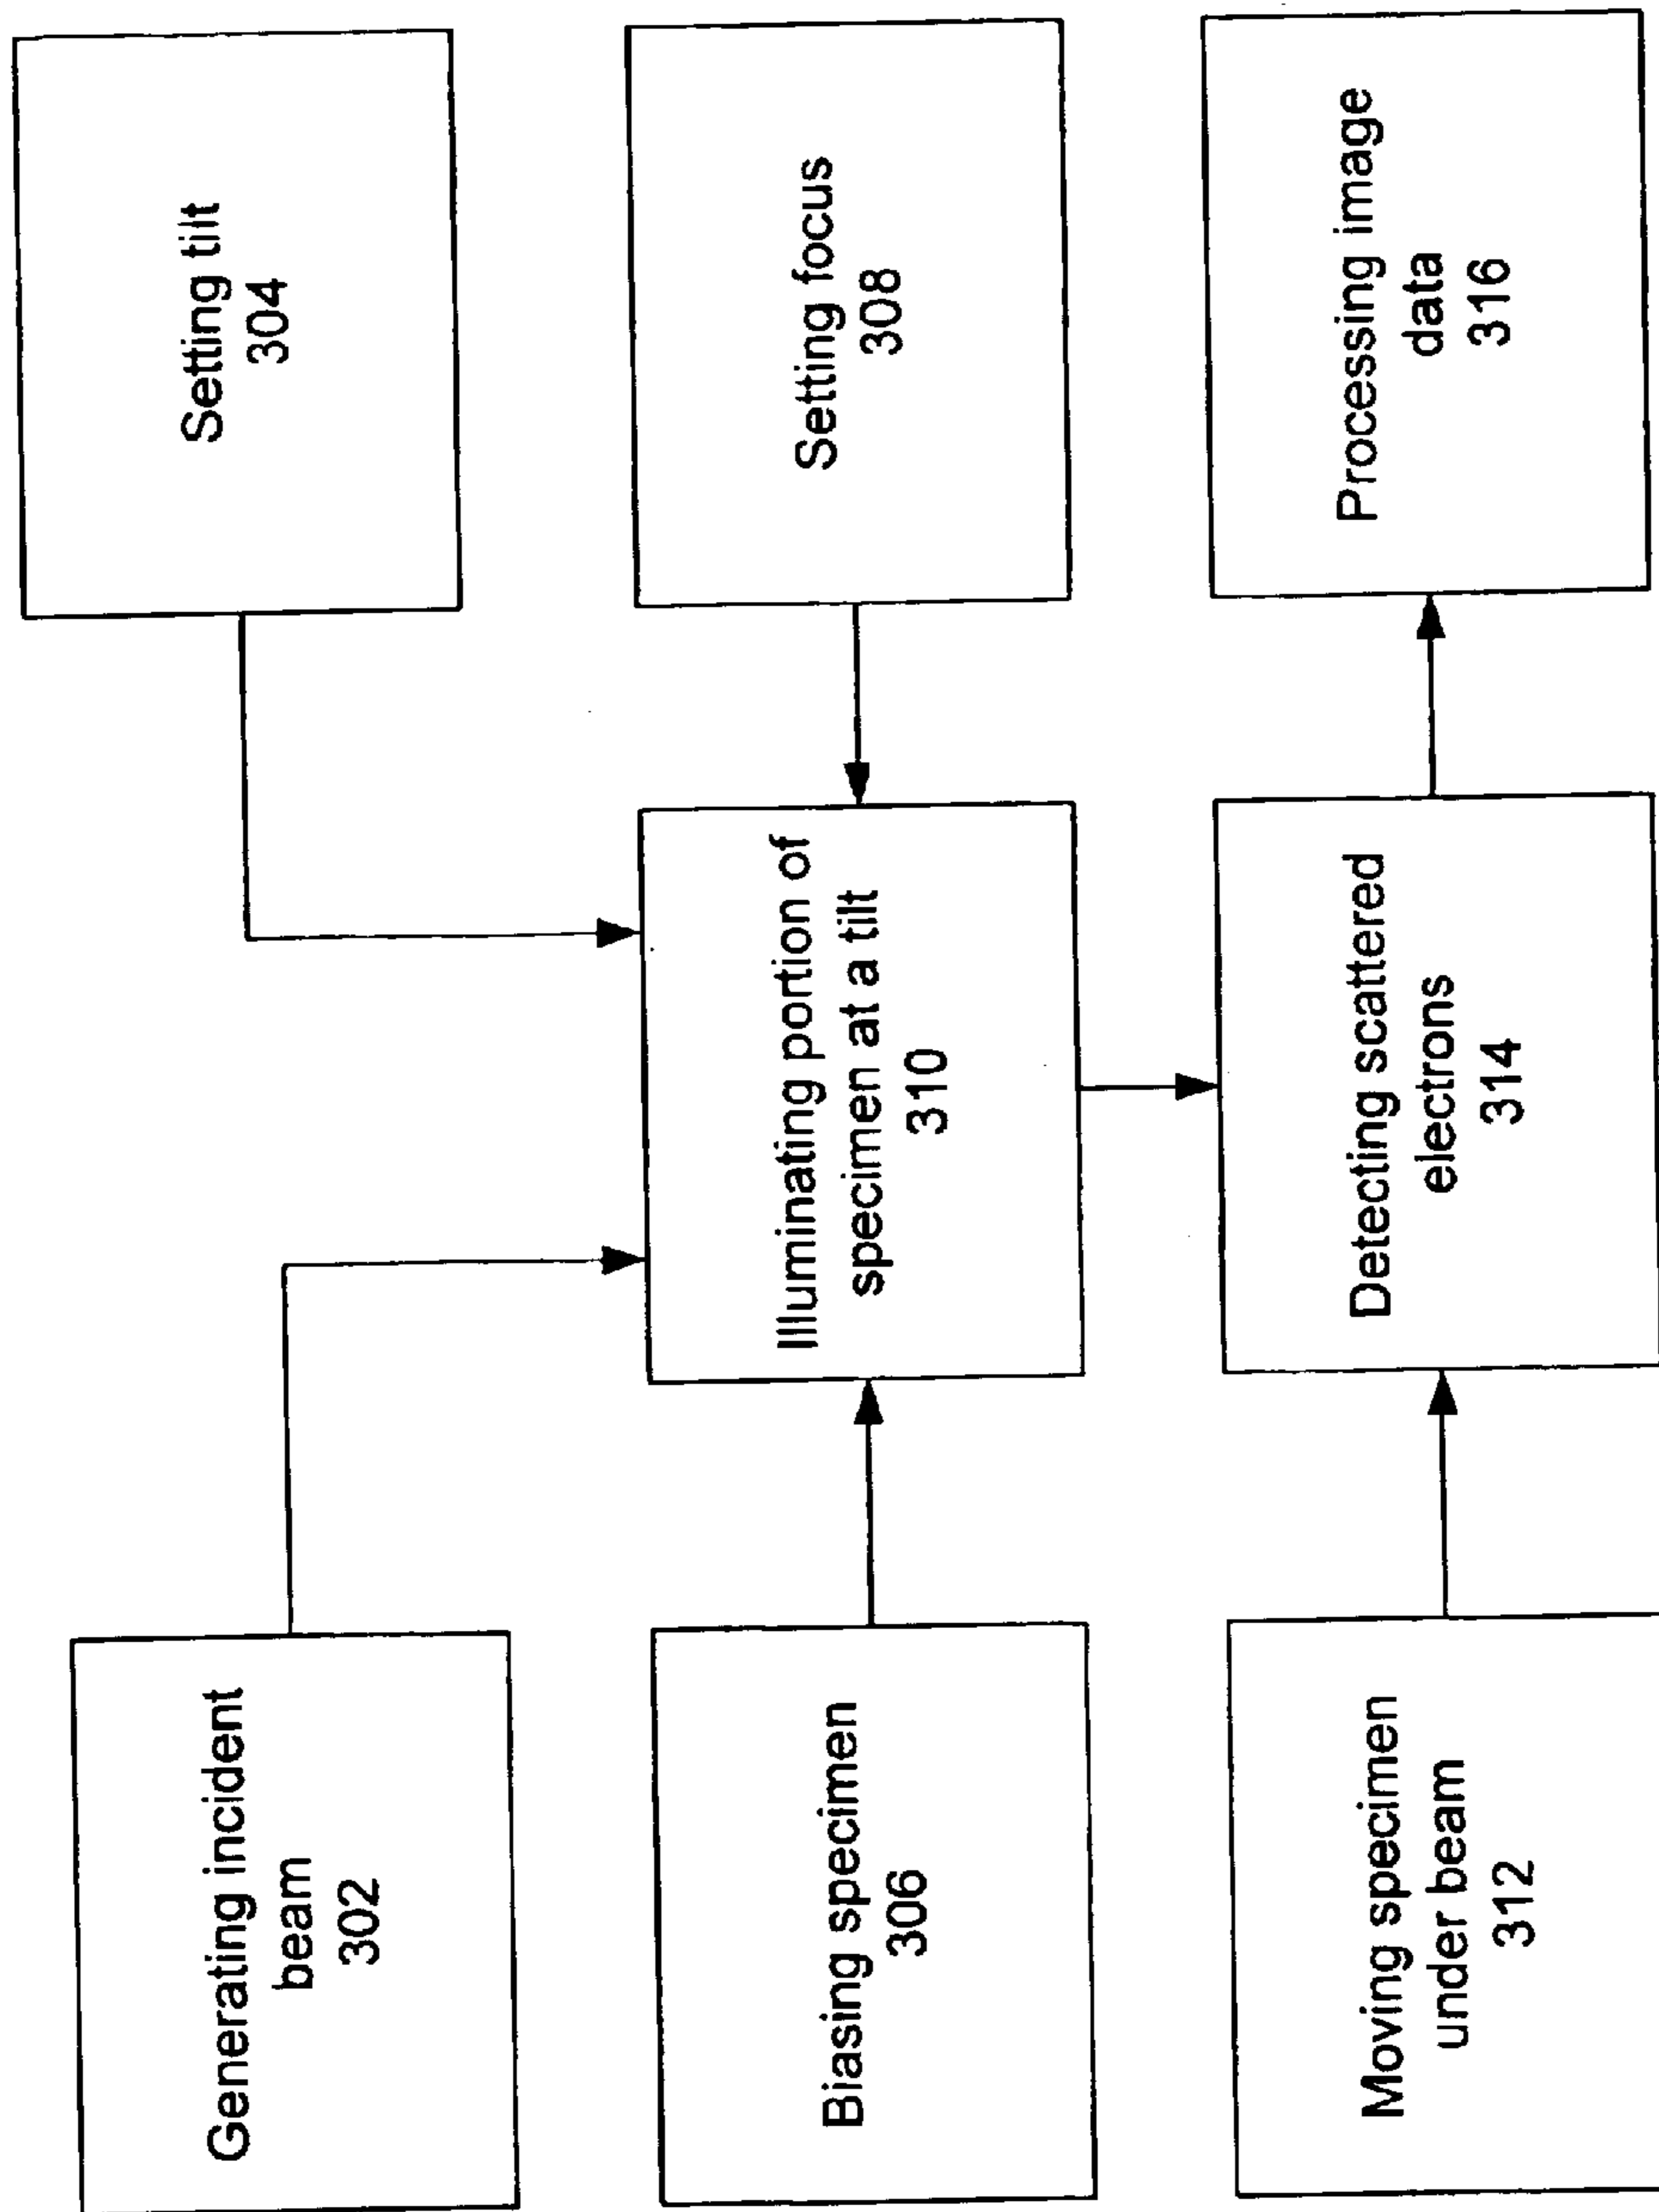 Generating incident
beam
302
Setting tilt
304
Biasing specimen
306
Illuminating portion of
specimen at a tilt
310
Setting focus
308
Moving specimen
under beam
312
Detecting scattered
electrons
314
Processing image
data
316